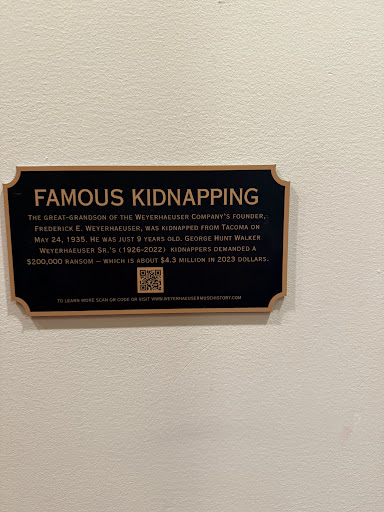 FAMOUS KIDNAPPING
THE GREAT-GRANDSON OF THE WEYERHAEUSER COMPANY'S FOUNDER,
FREDERICK E. WEYERHAEUSER, WAS KIDNAPPED FROM TACOMA ON
MAY 24, 1935. HE WAS JUST 9 YEARS OLD. GEORGE HUNT WALKER
WEYERHAEUSER SR.'S (1926-2022) KIDNAPPERS DEMANDED A
$200,000 RANSOM – WHICH IS ABOUT $4.3 MILLION IN 2023 DOLLARS.
TO LEARN MORE SCAN QR CODE OR VISIT WWW.WEYERHAEUSERMUSEHISTORY.COM